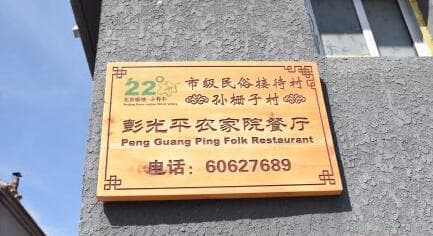 22°
市级民俗接待村
孙栅子村
彭光平农家院餐厅
Peng Guang Ping Folk Restaurant
电话：60627689